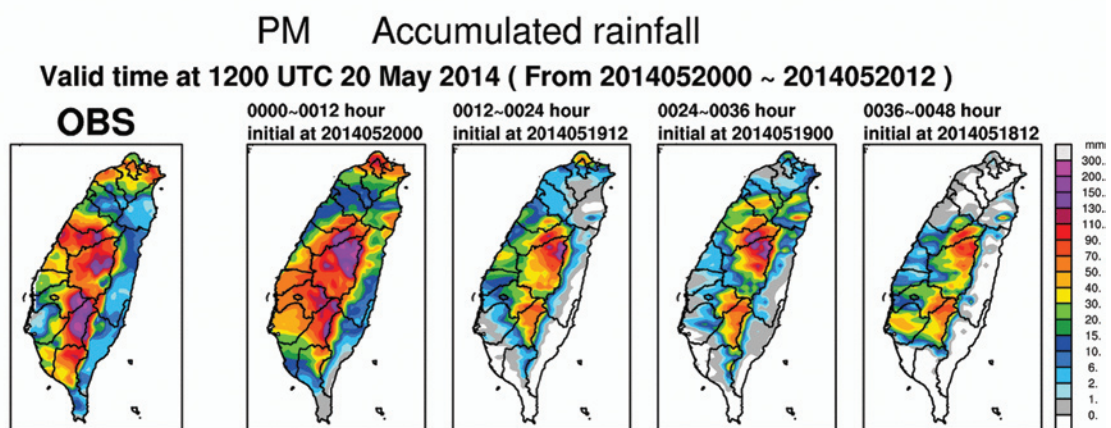 PM Accumulated rainfall
Valid time at 1200 UTC 20 May 2014 ( From 2014052000 ~ 2014052012 )
OBS
0000~0012 hour
initial at 2014052000
0012~0024 hour
initial at 2014051912
0024~0036 hour
initial at 2014051900
0036~0048 hour
initial at 2014051812
mm
300.
200.
150.
130.
110.
90.
70.
50.
40.
30.
20.
15.
10.
6.
2.
1.
0.